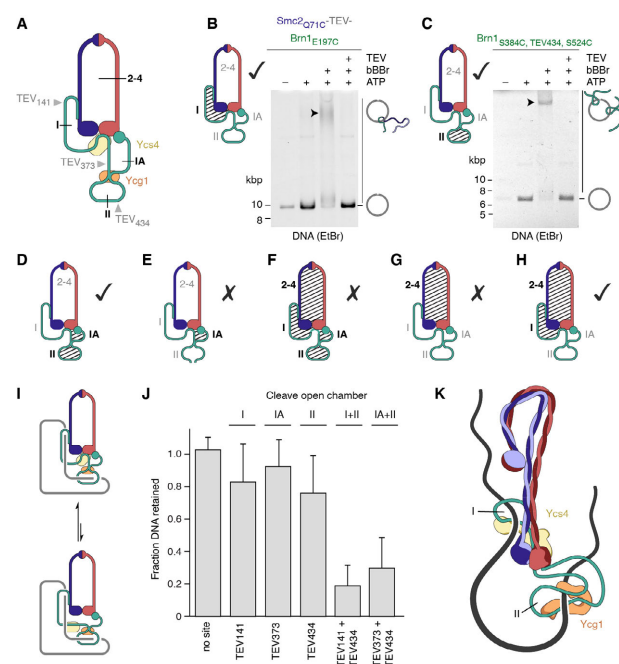 A
2-4
TEV141
I
Ycs4
TEV373
IA
Ycg1
II
TEV434
B
Smc2Q71C-TEV-
Brn1E197C
2-4
✓
I
IA
II
TEV
bBBr
ATP
+
+ +
– + + +
kbp
10
8
DNA (EtBr)
C
Brn1S384C, TEV434, S524C
2-4
✓
I
IA
II
TEV
bBBr
ATP
+
+ +
– + + +
kbp
10
8
6
5
DNA (EtBr)
D
2-4
✓
I
IA
II
E
2-4
✗
I
IA
II
F
2-4
✗
I
IA
II
G
2-4
✗
I
IA
II
H
2-4
✓
I
IA
II
I
J
Cleave open chamber
I IA II I+II IA+II
Fraction DNA retained
1.0
0.8
0.6
0.4
0.2
0
no site
TEV141
TEV373
TEV434
TEV141 +
TEV434
TEV373 +
TEV434
K
I
Ycs4
II
Ycg1